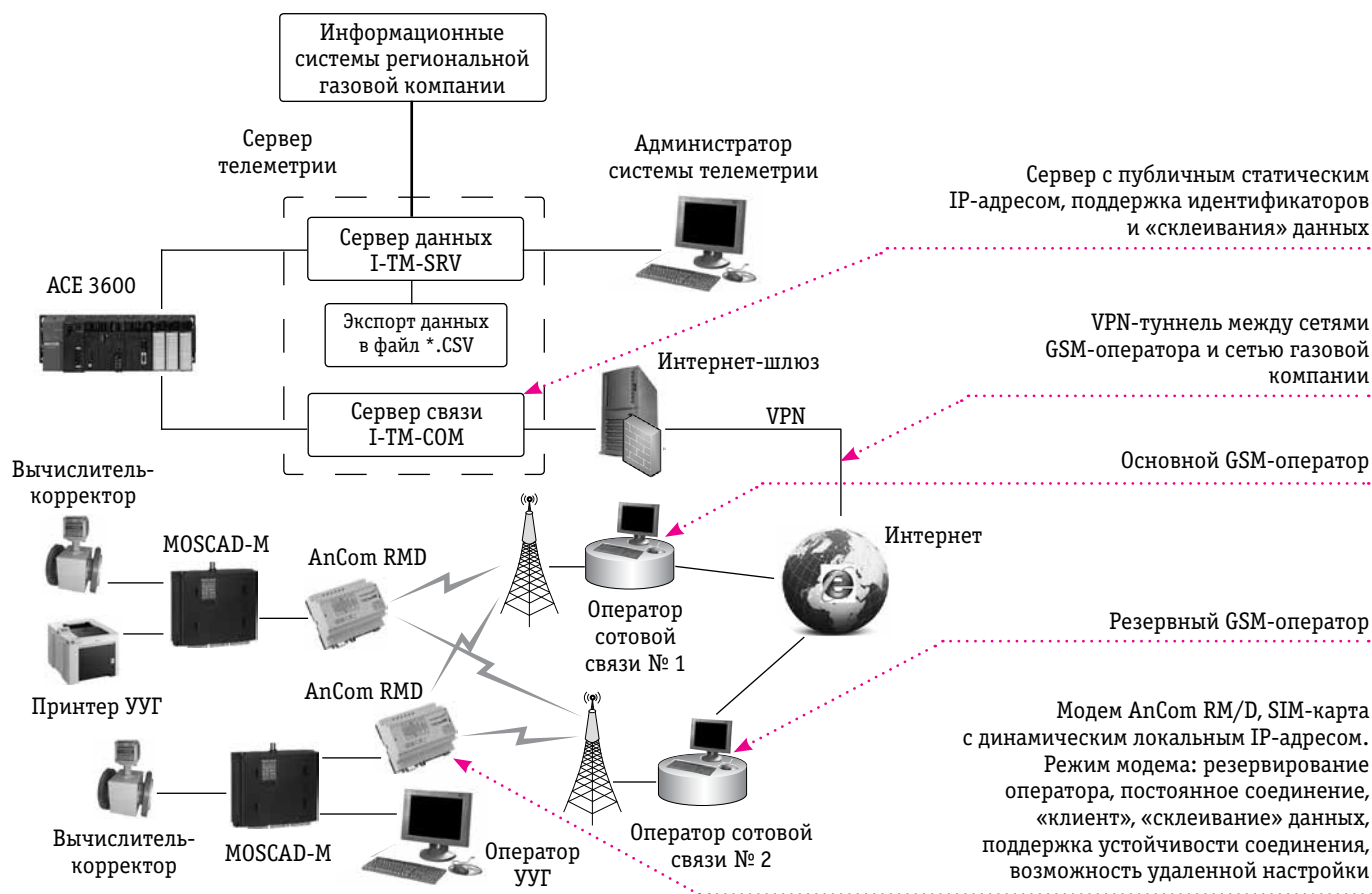 Информационные
системы региональной
газовой компании
Сервер
телеметрии
Администратор
системы телеметрии
Сервер с публичным статическим
IP-адресом, поддержка идентификаторов
и «склеивания» данных
Сервер данных
I-TM-SRV
ACE 3600
Экспорт данных
в файл *.CSV
VPN-туннель между сетями
GSM-оператора и сетью газовой
компании
Интернет-шлюз
Сервер связи
I-TM-COM
VPN
Основной GSM-оператор
Вычислитель-
корректор
MOSCAD-M
AnCom RMD
Интернет
Оператор
сотовой
связи № 1
Резервный GSM-оператор
Принтер УУГ
AnCom RMD
Модем AnCom RM/D, SIM-карта
с динамическим локальным IP-адресом.
Режим модема: резервирование
оператора, постоянное соединение,
«клиент», «склеивание» данных,
поддержка устойчивости соединения,
возможность удаленной настройки
Вычислитель-
корректор
MOSCAD-M
Оператор
УУГ
Оператор сотовой
связи № 2